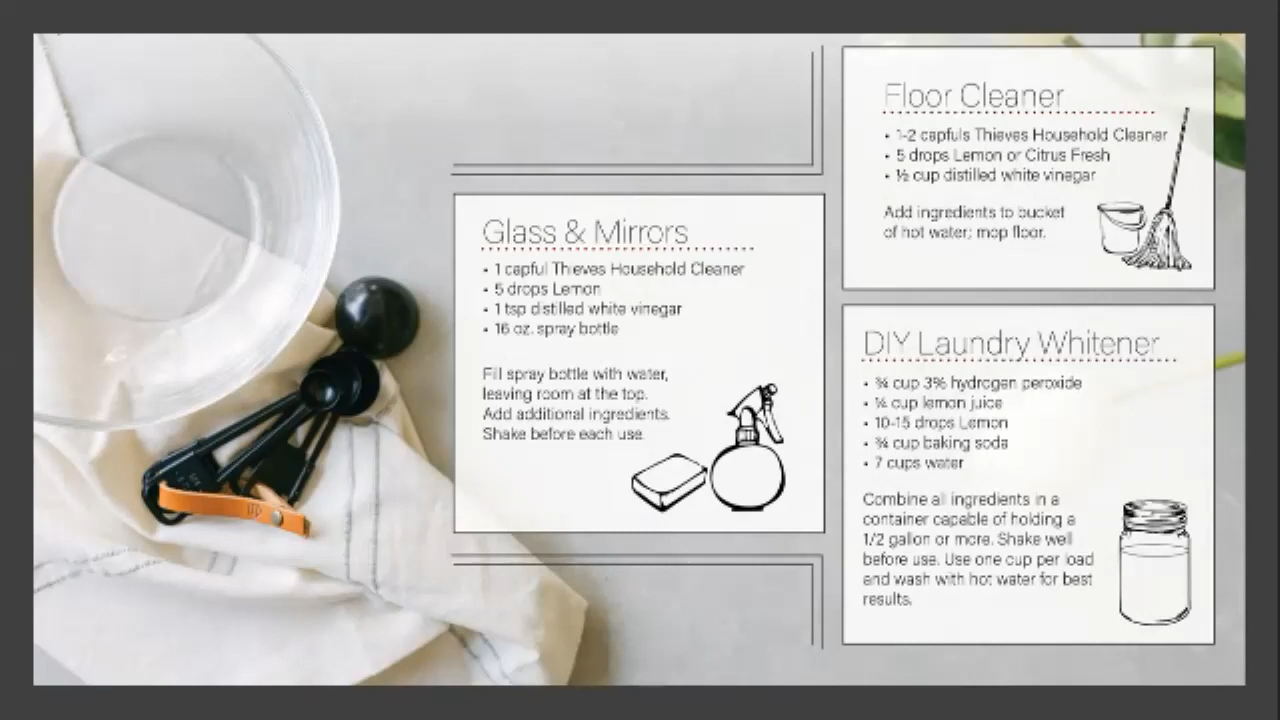 Glass & Mirrors
• 1 capful Thieves Household Cleaner
• 5 drops Lemon
• 1 tsp distilled white vinegar
• 16 oz. spray bottle
Fill spray bottle with water,
leaving room at the top.
Add additional ingredients.
Shake before each use.
Floor Cleaner
• 1-2 capfuls Thieves Household Cleaner
• 5 drops Lemon or Citrus Fresh
• ½ cup distilled white vinegar
Add ingredients to bucket
of hot water; mop floor.
DIY Laundry Whitener
• ¾ cup 3% hydrogen peroxide
• ¼ cup lemon juice
• 10-15 drops Lemon
• ¾ cup baking soda
• 7 cups water
Combine all ingredients in a
container capable of holding a
1/2 gallon or more. Shake well
before use. Use one cup per load
and wash with hot water for best
results.